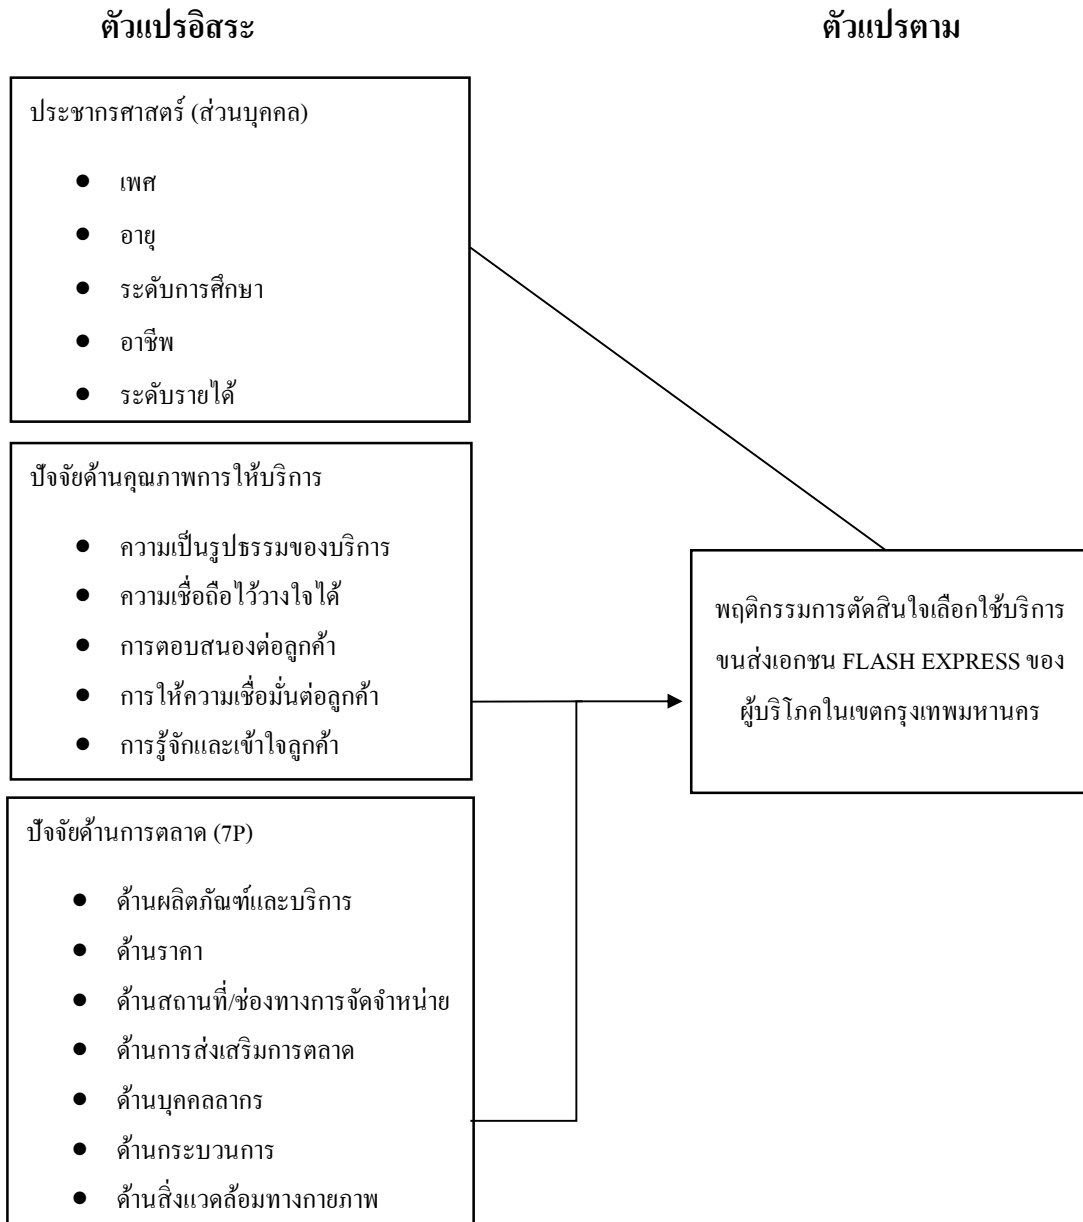 ตัวแปรอิสระ
ตัวแปรตาม
ประชากรศาสตร์ (ส่วนบุคคล)
● เพศ
● อายุ
● ระดับการศึกษา
● อาชีพ
● ระดับรายได้
ปัจจัยด้านคุณภาพการให้บริการ
● ความเป็นรูปธรรมของบริการ
● ความเชื่อถือไว้วางใจได้
● การตอบสนองต่อลูกค้า
● การให้ความเชื่อมั่นต่อลูกค้า
● การรู้จักและเข้าใจลูกค้า
ปัจจัยด้านการตลาด (7P)
● ด้านผลิตภัณฑ์และบริการ
● ด้านราคา
● ด้านสถานที่/ช่องทางการจัดจำหน่าย
● ด้านการส่งเสริมการตลาด
● ด้านบุคคลลากร
● ด้านกระบวนการ
● ด้านสิ่งแวดล้อมทางกายภาพ
พฤติกรรมการตัดสินใจเลือกใช้บริการ
ขนส่งเอกชน FLASH EXPRESS ของ
ผู้บริโภคในเขตกรุงเทพมหานคร